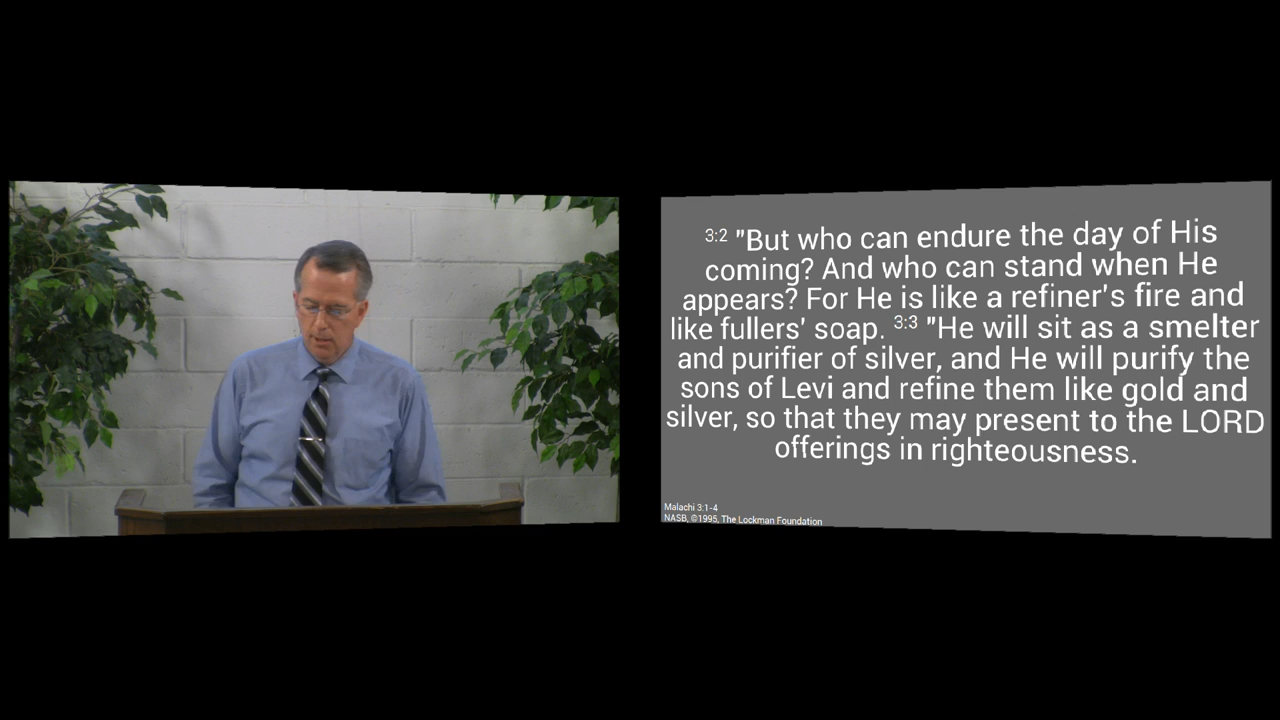 3:2 "But who can endure the day of His
coming? And who can stand when He
appears? For He is like a refiner's fire and
like fullers' soap. 3:3 "He will sit as a smelter
and purifier of silver, and He will purify the
sons of Levi and refine them like gold and
silver, so that they may present to the LORD
offerings in righteousness.
Malachi 3:1-4
NASB, ©1995, The Lockman Foundation